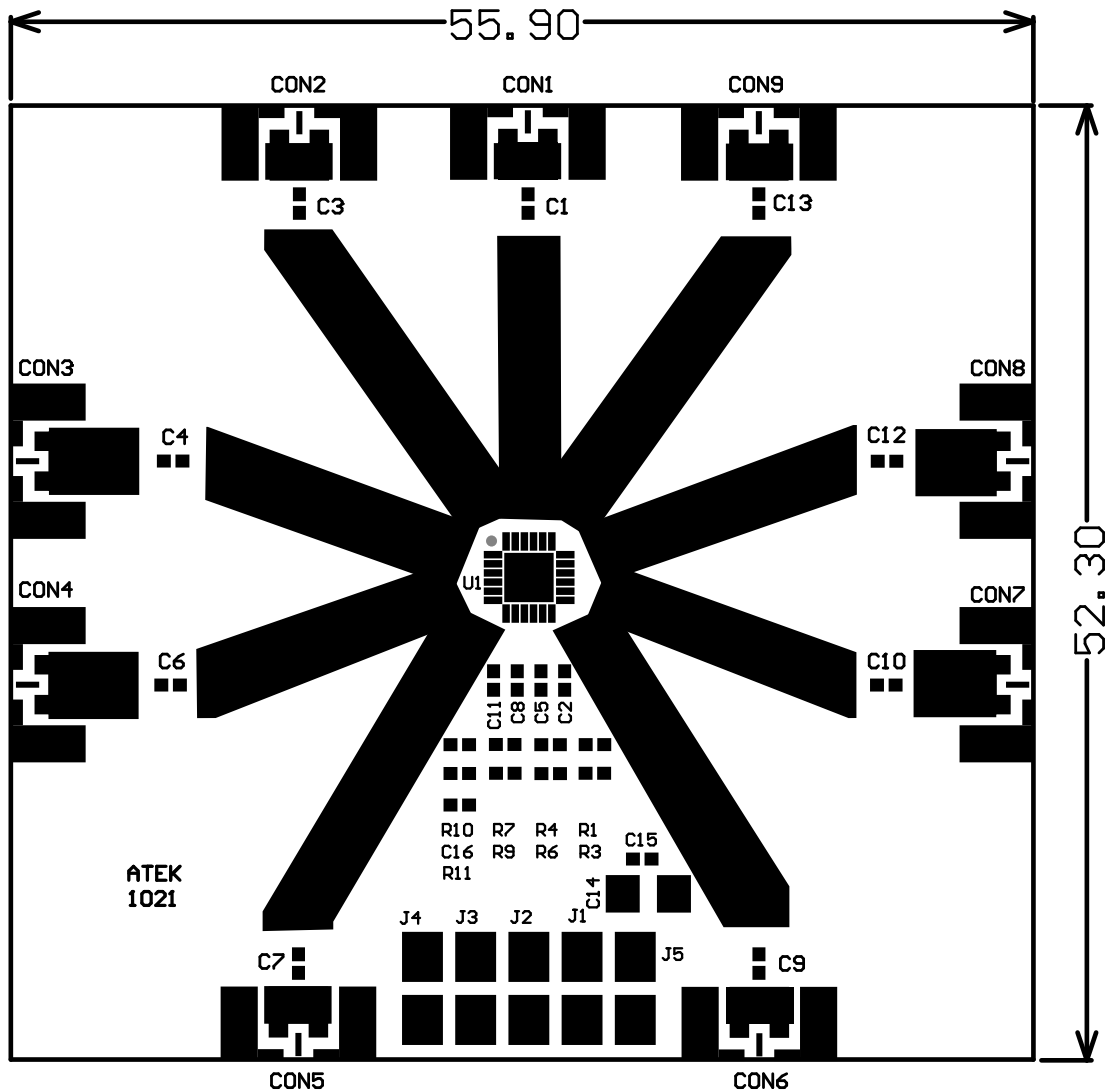 55.90
CON2 CON1 CON9
C3 C1 C13
CON3 CON8
C4 C12
52.30
U1
CON4 CON7
C6 C10
C11 C8 C5 C2
R10 R7 R4 R1
C16 R9 R6 R3
R11
C15
C14
ATEK
1021
J4 J3 J2 J1
J5
C7 C9
CON5 CON6